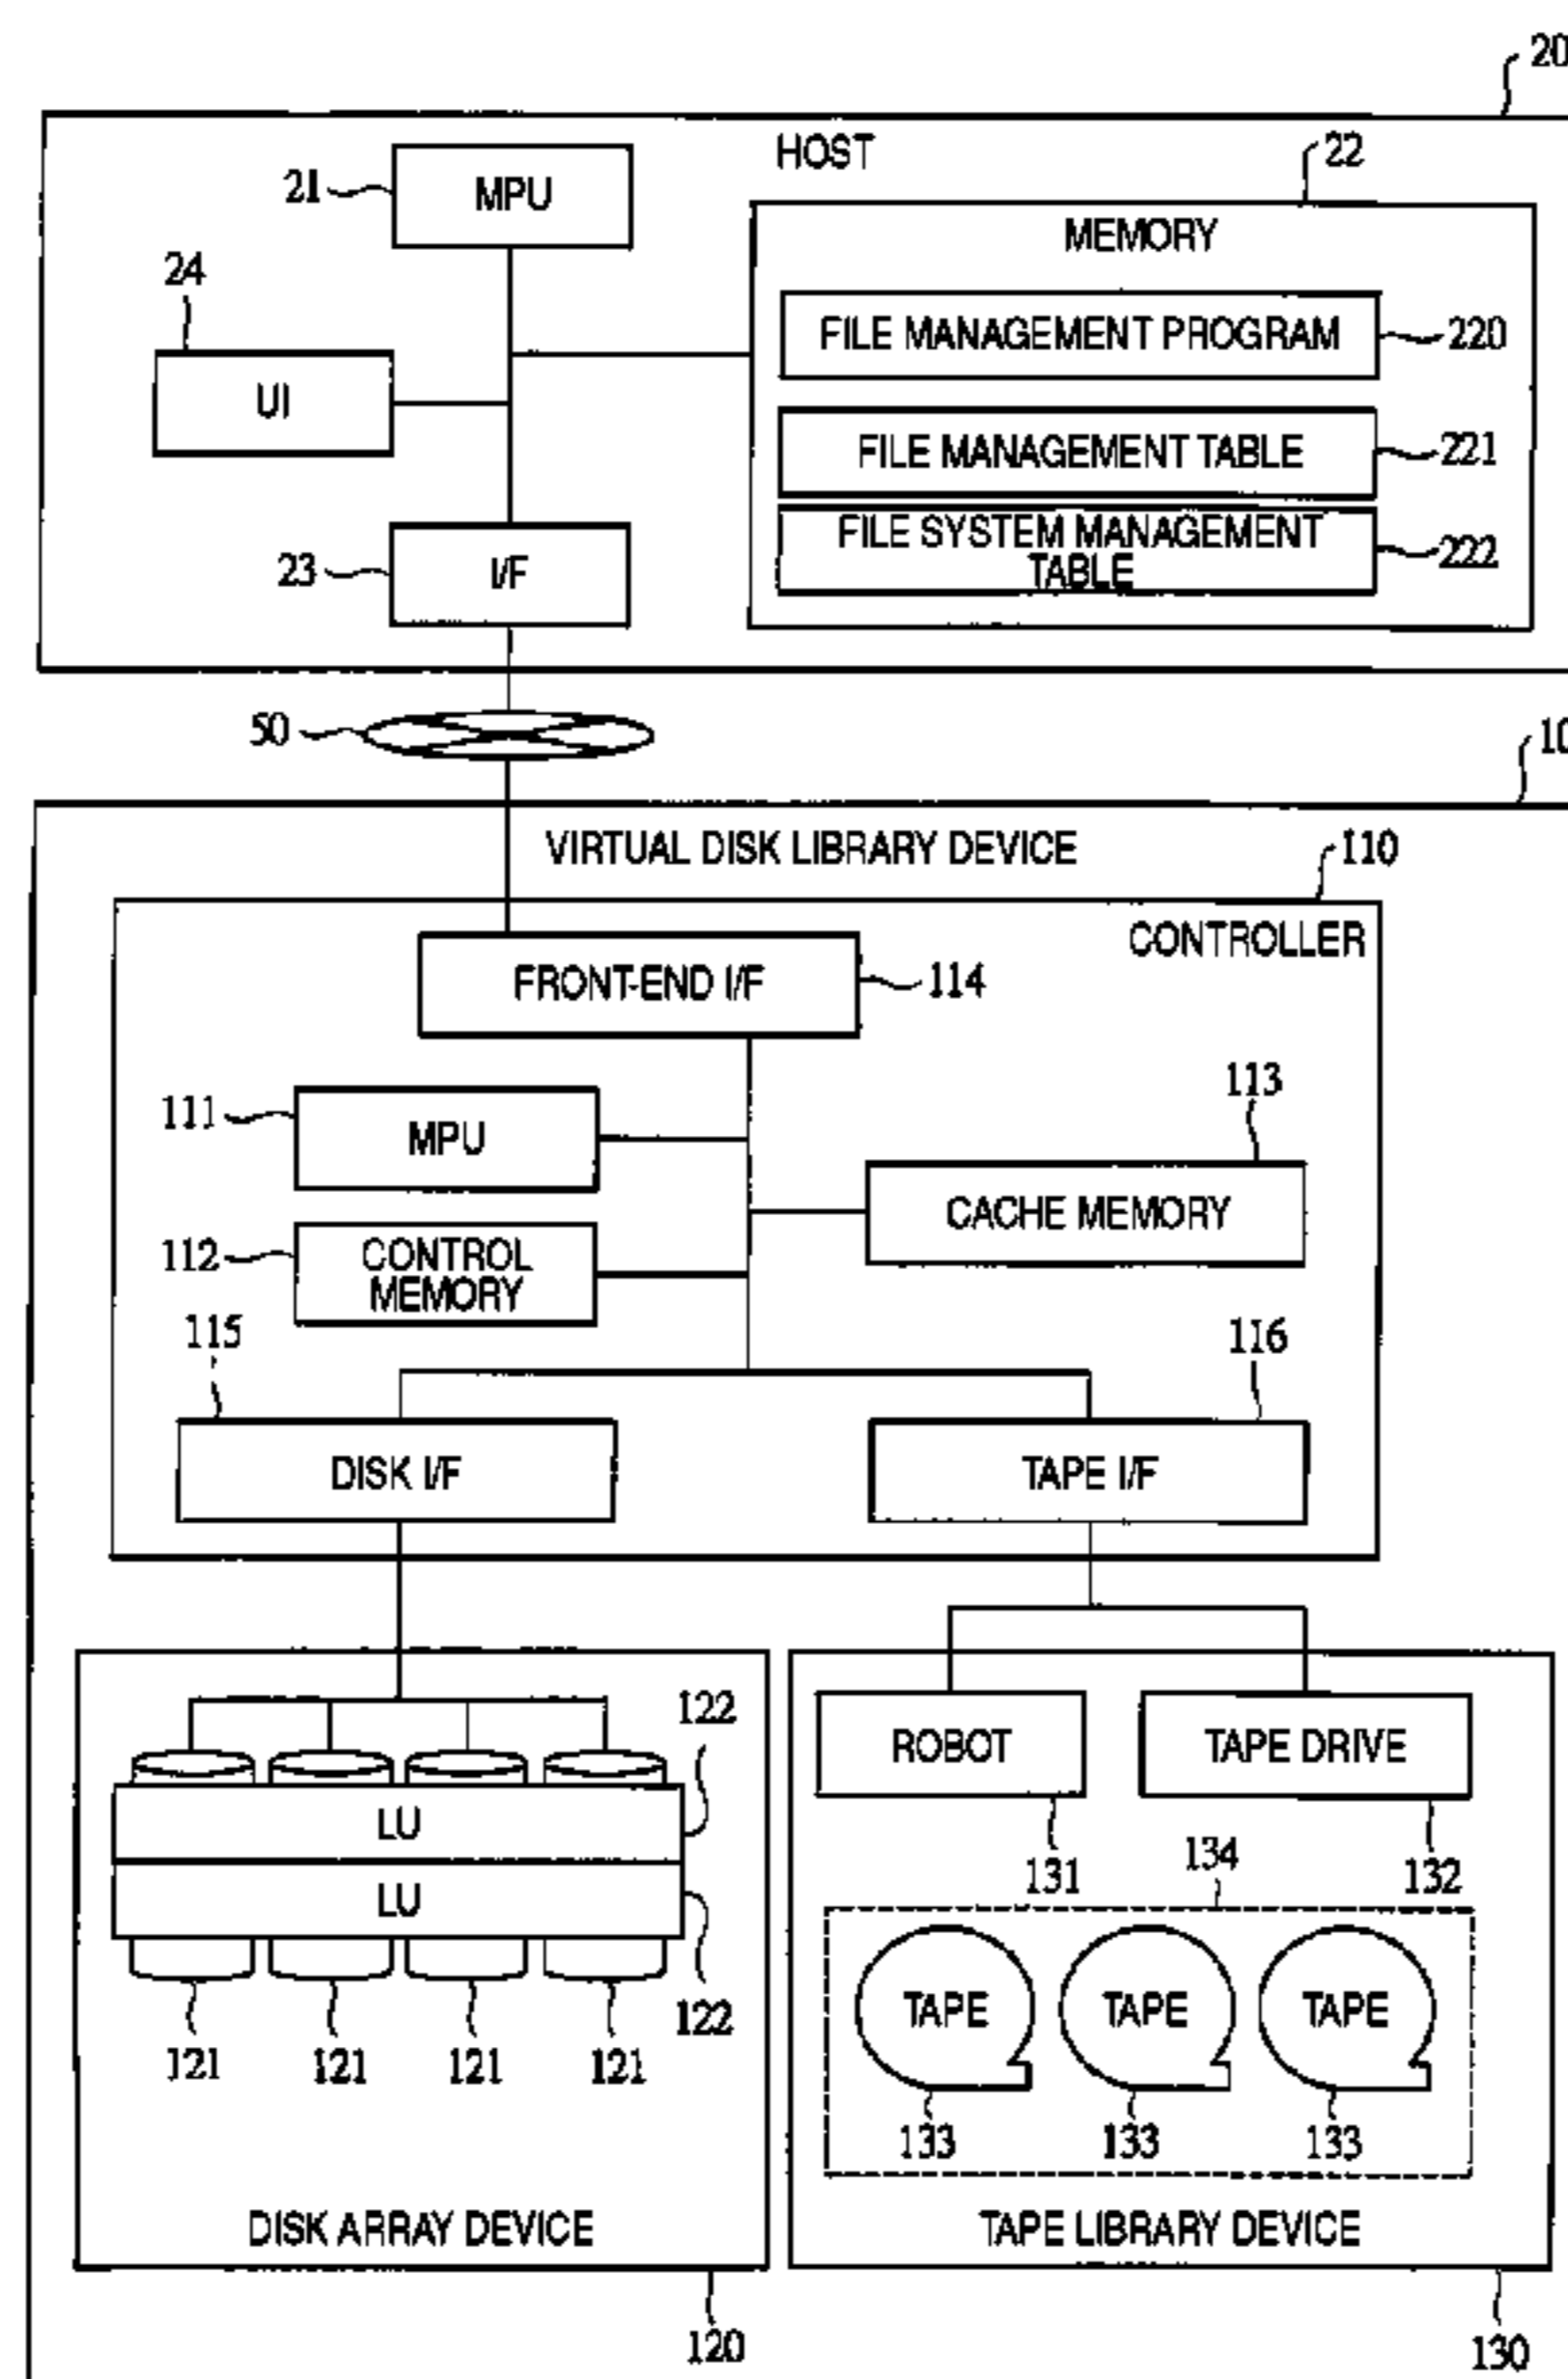 20
HOST
22
21
MPU
MEMORY
24
FILE MANAGEMENT PROGRAM
220
UI
FILE MANAGEMENT TABLE
221
FILE SYSTEM MANAGEMENT
TABLE
222
23
I/F
50
10
VIRTUAL DISK LIBRARY DEVICE
110
CONTROLLER
FRONT-END I/F
114
111
MPU
113
CACHE MEMORY
112
CONTROL
MEMORY
115
116
DISK I/F
TAPE I/F
122
ROBOT
TAPE DRIVE
LU
131
134
132
LU
TAPE
TAPE
TAPE
122
121
121
121
121
133
133
133
DISK ARRAY DEVICE
TAPE LIBRARY DEVICE
120
130